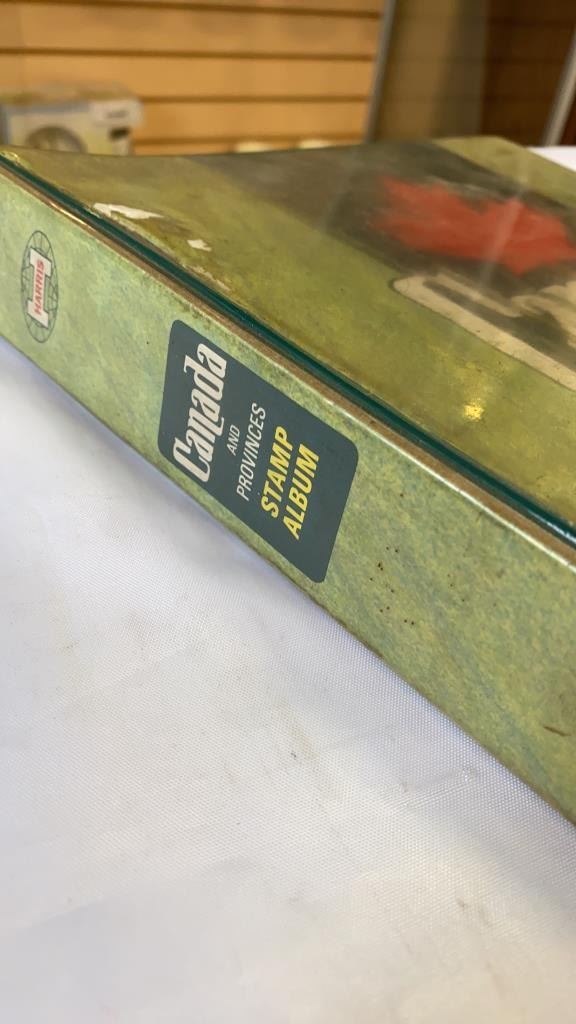 HARRIS
Canada
AND
PROVINCES
STAMP
ALBUM